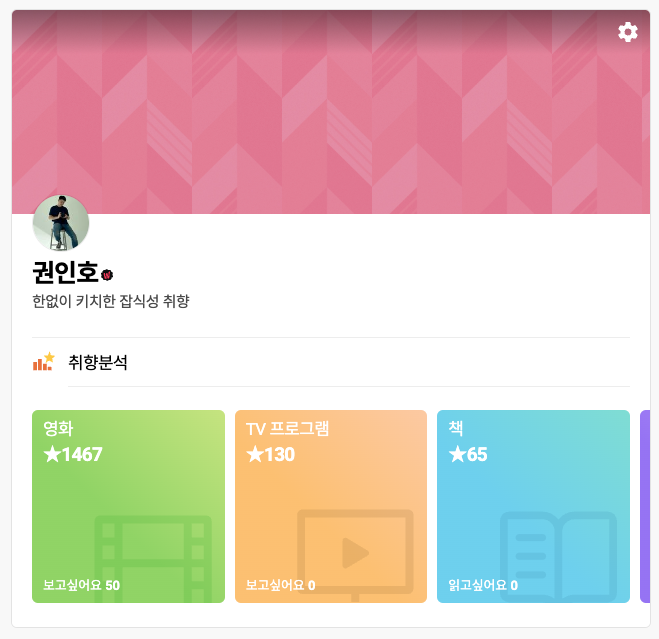 권인호
한없이 키치한 잡식성 취향
취향분석
영화
★1467
보고싶어요 50
TV 프로그램
★130
보고싶어요 0
책
★65
읽고싶어요 0